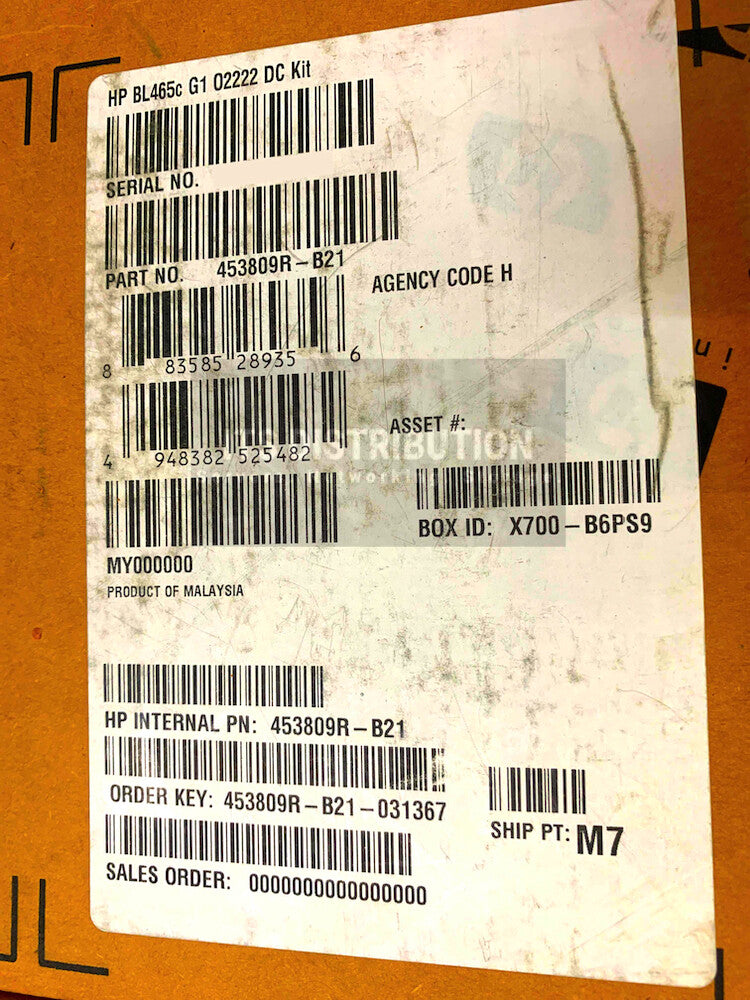 HP BL465c G1 O2222 DC Kit
SERIAL NO.
PART NO. 453809R-B21
AGENCY CODE H
8 83585 28935 6
ASSET #:
DISTRIBUTION
4 948382 525482
BOX ID: X700-B6PS9
MY000000
PRODUCT OF MALAYSIA
HP INTERNAL PN: 453809R-B21
ORDER KEY: 453809R-B21-031367
SHIP PT: M7
SALES ORDER: 0000000000000000